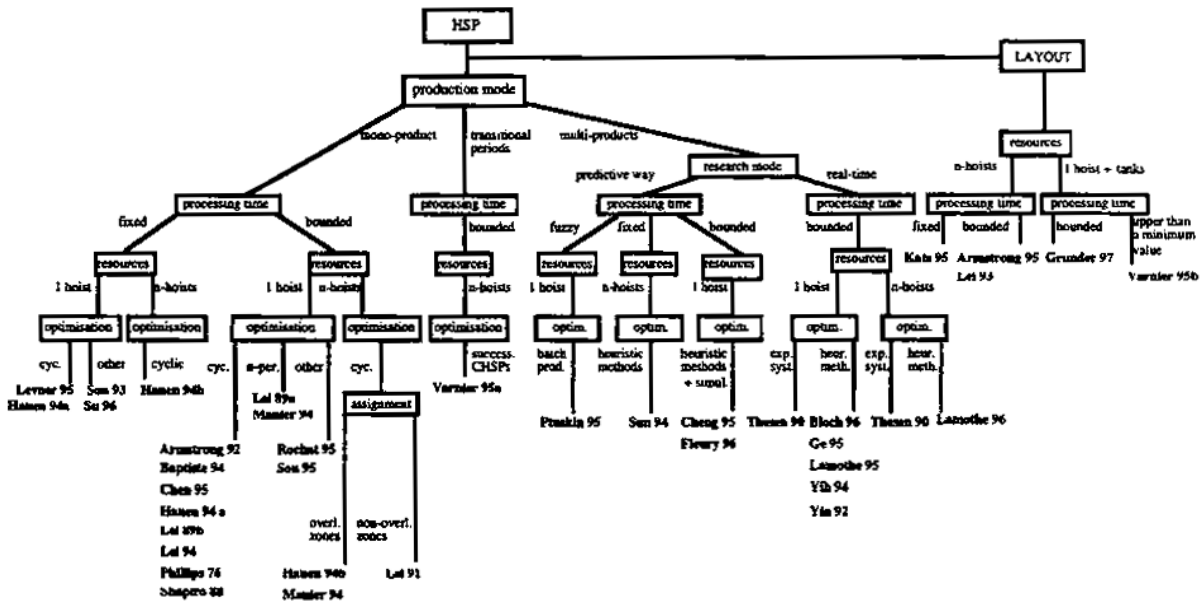 HSP
LAYOUT
production mode
mono-product
transitional
periods
multi-products
resources
research mode
n-hoists
1 hoist + tanks
predictive way
real-time
processing time
processing time
processing time
processing time
processing time
processing time
fixed
bounded
bounded
fuzzy
fixed
bounded
bounded
fixed
bounded
bounded
upper than
a minimum
value
Kats 95
Armstrong 95
Grunder 97
Lei 93
Varnier 95b
resources
resources
resources
resources
resources
resources
resources
1 hoist
n-hoists
1 hoist
n-hoists
n-hoists
1 hoist
n-hoists
1 hoist
1 hoist
n-hoists
optimisation
optimisation
optimisation
optimisation
optimisation
optim.
optim.
optim.
optim.
optim.
cyc.
other
cyclic
cyc.
n-per.
other
cyc.
success.
CHSPs
batch
prod.
heuristic
methods
heuristic
methods
+ simul.
exp.
syst.
heur.
meth.
exp.
syst.
heur.
meth.
Levner 95
Hanen 94a
Son 93
Su 96
Hanen 94b
Lei 89a
Manier 94
assignment
Varnier 95a
Ptuskin 95
Sun 94
Cheng 95
Fleury 96
Thesen 90
Bloch 96
Ge 95
Lamothe 95
Yih 94
Yin 92
Thesen 90
Lamothe 96
Armstrong 92
Baptiste 94
Chen 95
Hanen 94 a
Lei 89b
Lei 94
Phillips 76
Shapiro 88
Rochat 95
Son 95
overl.
zones
non-overl.
zones
Hanen 94b
Manier 94
Lei 91